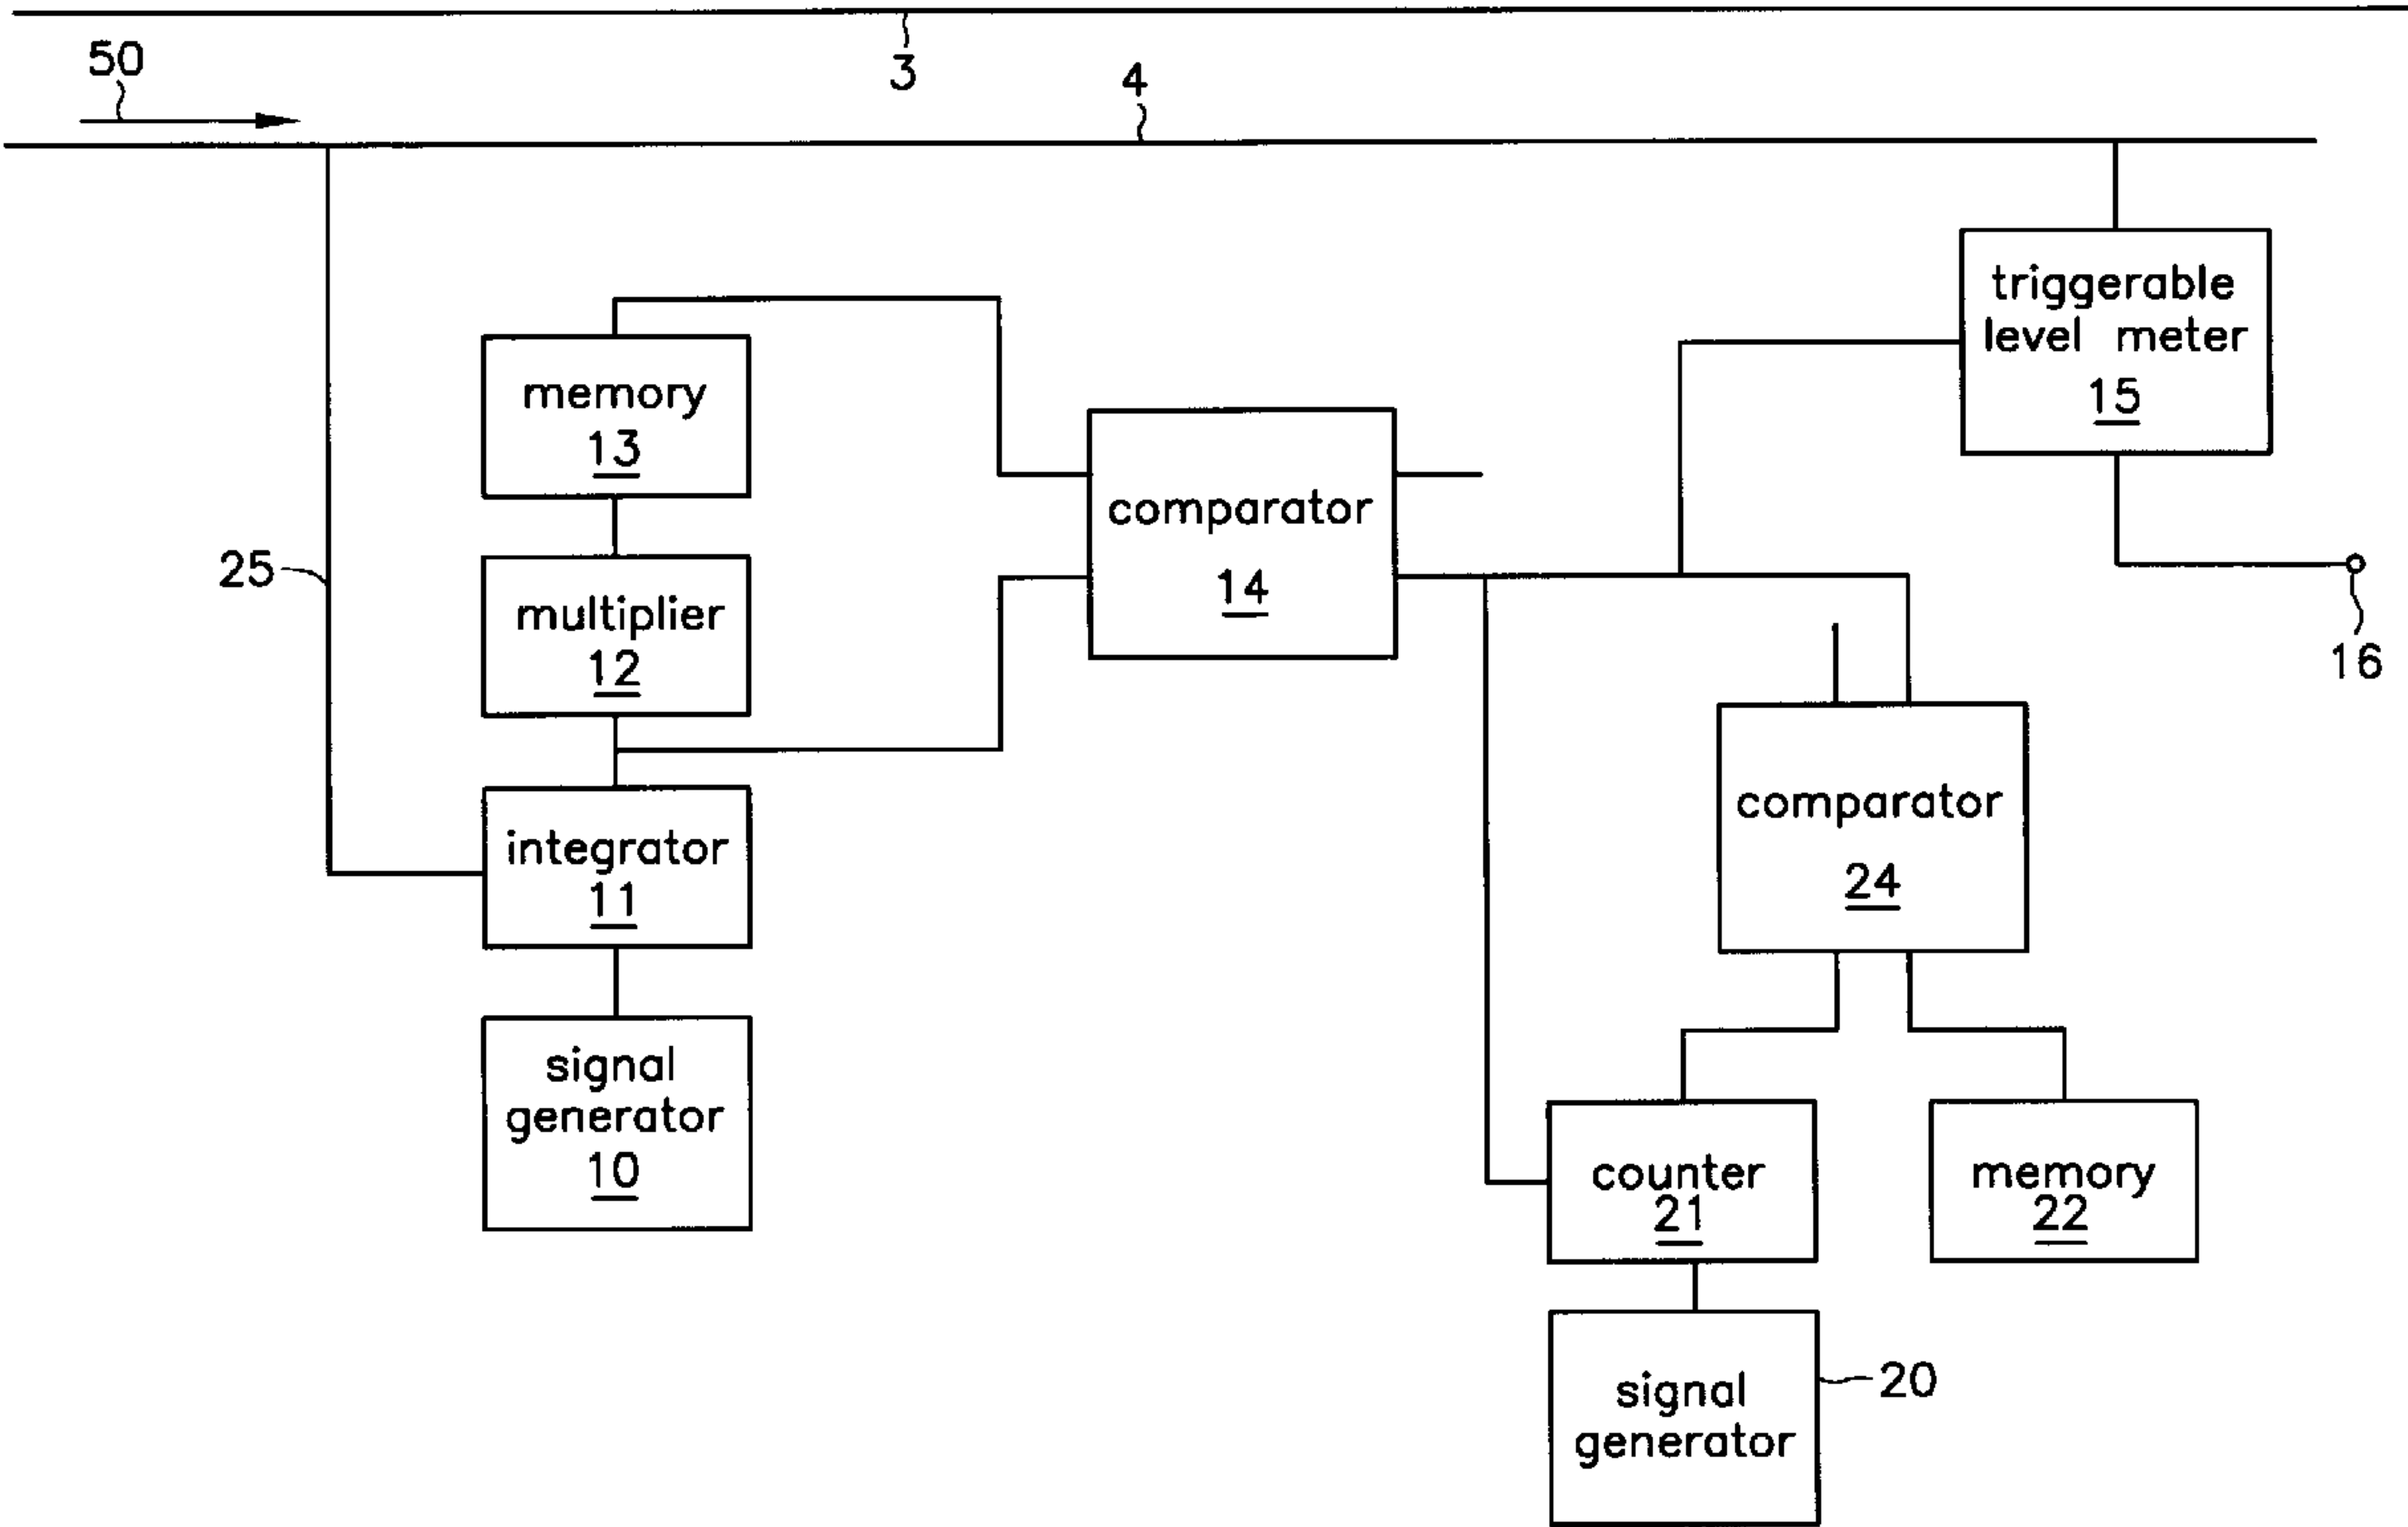 3
50
4
triggerable
level meter
15
memory
13
comparator
14
25
multiplier
12
16
comparator
24
integrator
11
signal
generator
10
counter
21
memory
22
20
signal
generator